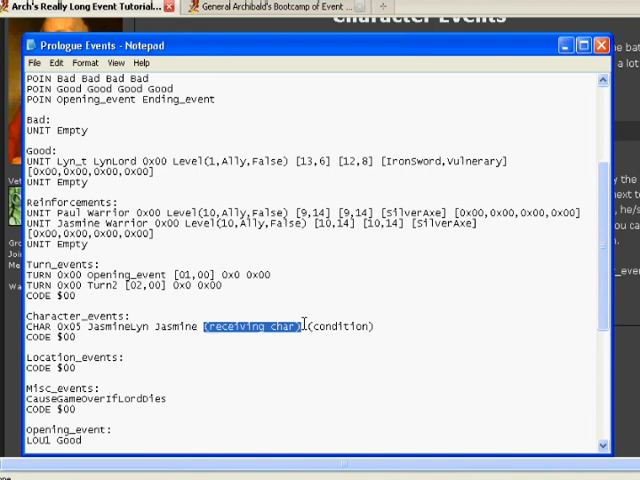 Arch's Really Long Event Tutorial...
General Archibald's Bootcamp of Event ...
Character Events
Prologue Events - Notepad
File Edit Format View Help
POIN Bad Bad Bad Bad
POIN Good Good Good Good
POIN Opening_event Ending_event
Bad:
UNIT Empty
Good:
UNIT Lyn_t LynLord 0x00 Level(1,Ally,False) [13,6] [12,8] [IronSword,Vulnerary]
[0x00,0x00,0x00,0x00]
UNIT Empty
Reinforcements:
UNIT Paul Warrior 0x00 Level(10,Ally,False) [9,14] [9,14] [SilverAxe] [0x00,0x00,0x00,0x00]
UNIT Jasmine Warrior 0x00 Level(10,Ally,False) [10,14] [10,14] [SilverAxe]
[0x00,0x00,0x00,0x00]
UNIT Empty
Turn_events:
TURN 0x00 Opening_event [01,00] 0x0 0x00
TURN 0x00 Turn2 [02,00] 0x0 0x00
CODE $00
Character_events:
CHAR 0x05 JasmineLyn Jasmine (receiving char) (condition)
CODE $00
Location_events:
CODE $00
Misc_events:
CauseGameOverIfLordDies
CODE $00
Opening_event:
LOU1 Good